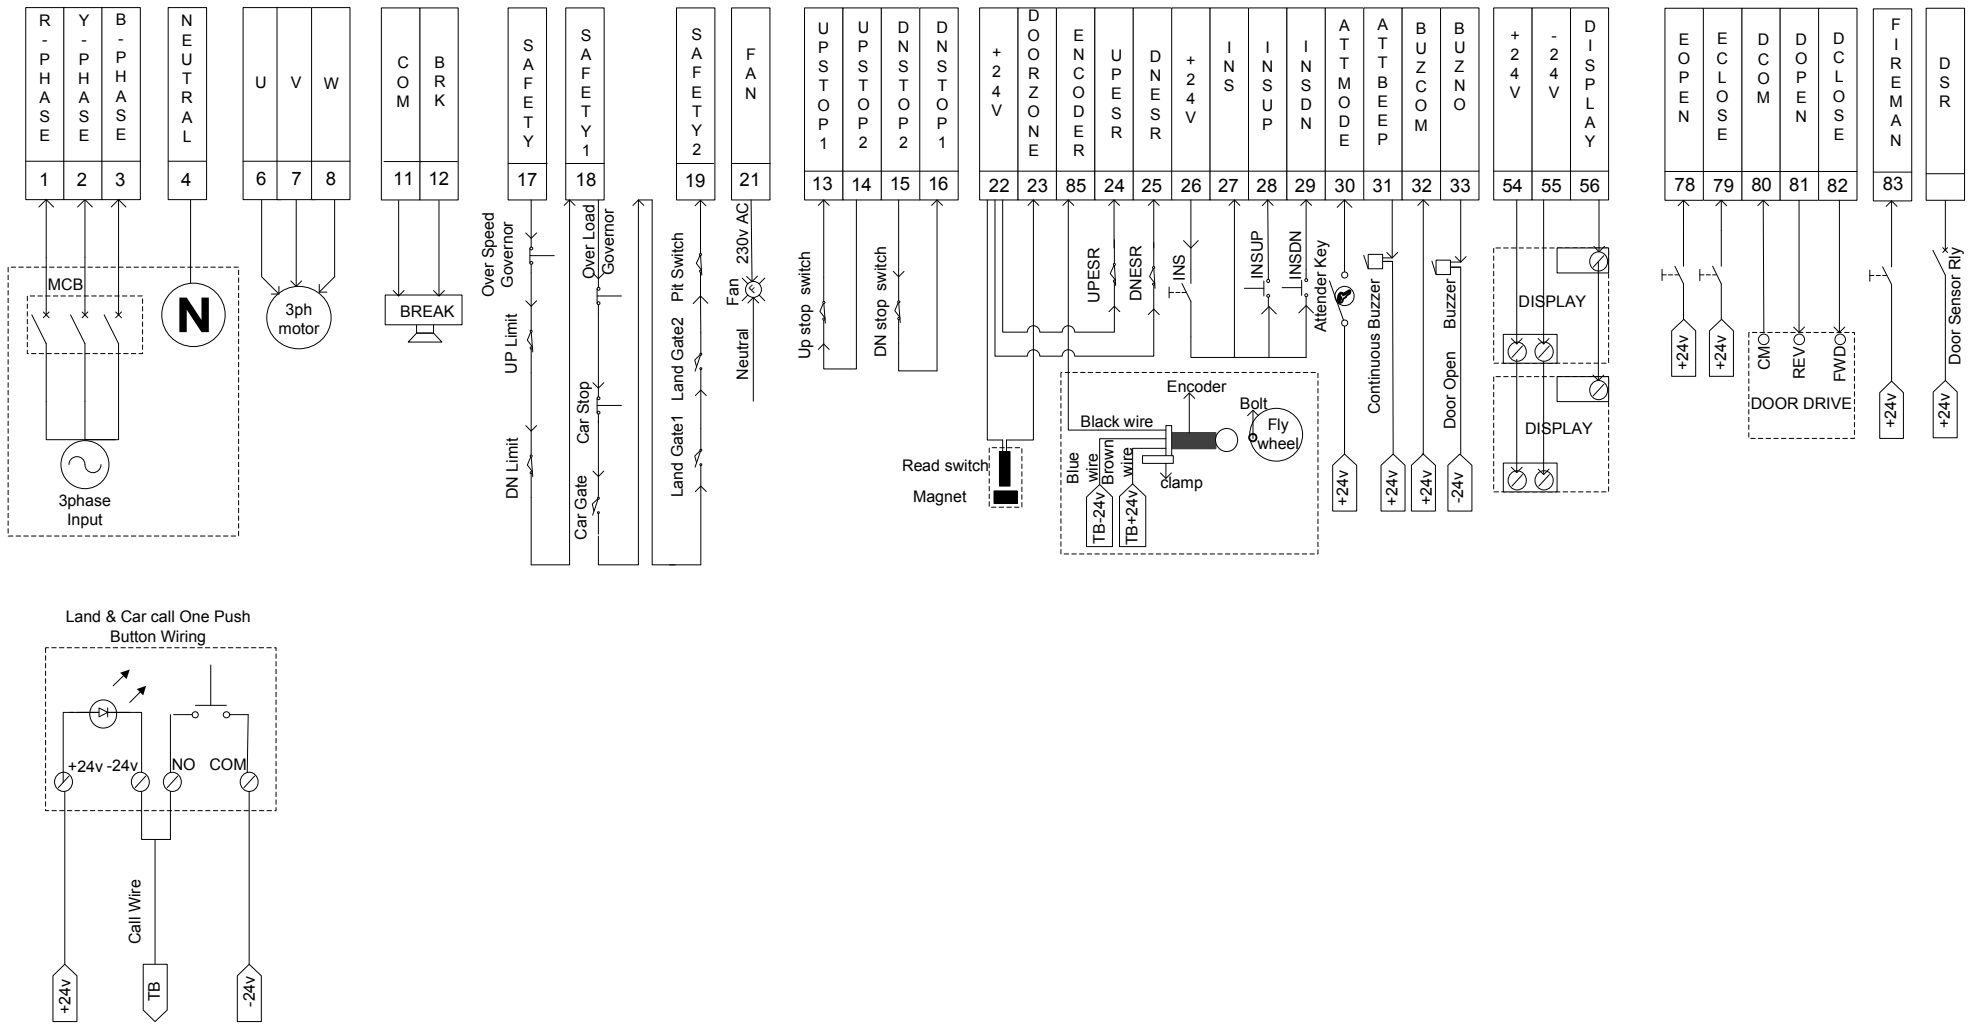 R-PHASE
Y-PHASE
B-PHASE
NEUTRAL
U
V
W
COM
BRK
SAFETY
SAFETY1
SAFETY2
FAN
UPSTOP1
UPSTOP2
DNSTOP2
DNSTOP1
+24V
DOORZONE
ENCODER
UPESR
DNESR
+24V
INS
INSUP
INSDN
ATTMODE
ATTBEEP
BUZCOM
BUZNO
+24V
-24V
DISPLAY
EOPEN
ECLOSE
DCOM
DOPEN
DCLOSE
FIREMAN
DSR
1
2
3
4
6
7
8
11
12
17
18
19
21
13
14
15
16
22
23
85
24
25
26
27
28
29
30
31
32
33
54
55
56
78
79
80
81
82
83
MCB
N
3phase
Input
3ph
motor
BREAK
Over Speed
Governor
UP Limit
DN Limit
Over Load
Governor
Car Stop
Car Gate
Pit Switch
Land Gate2
Land Gate1
230v AC
Fan
F
Neutral
Up stop switch
DN stop switch
UPESR
DNESR
INS
INSUP
INSDN
Attender Key
Continuous Buzzer
Buzzer
Door Open
Read switch
Magnet
Encoder
Black wire
Bolt
Fly
wheel
Blue
wire
Brown
wire
clamp
TB-24v
TB+24v
+24v
+24v
+24v
-24v
DISPLAY
DISPLAY
+24v
+24v
CM
REV
FWD
DOOR DRIVE
+24v
Door Sensor Rly
+24v
Land & Car call One Push
Button Wiring
+24v
-24v
NO
COM
Call Wire
+24v
TB
-24v